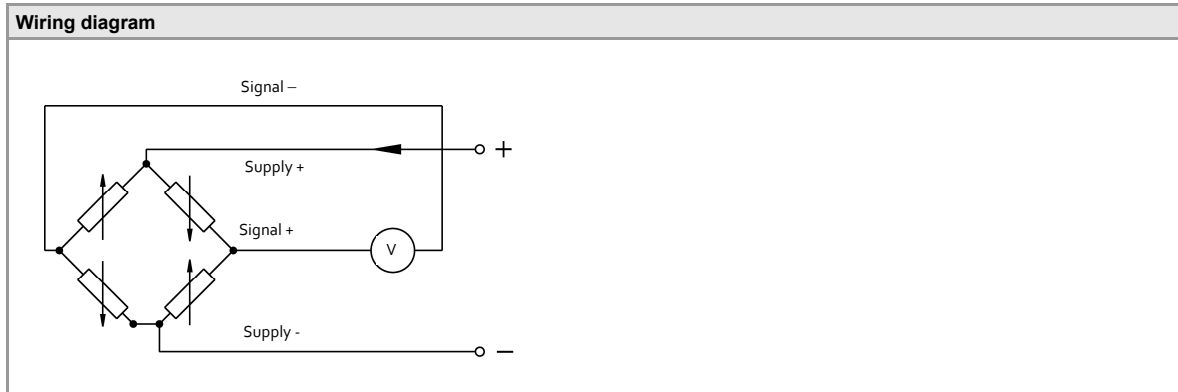 Wiring diagram
Signal –
+
Supply +
Signal +
V
Supply -
–